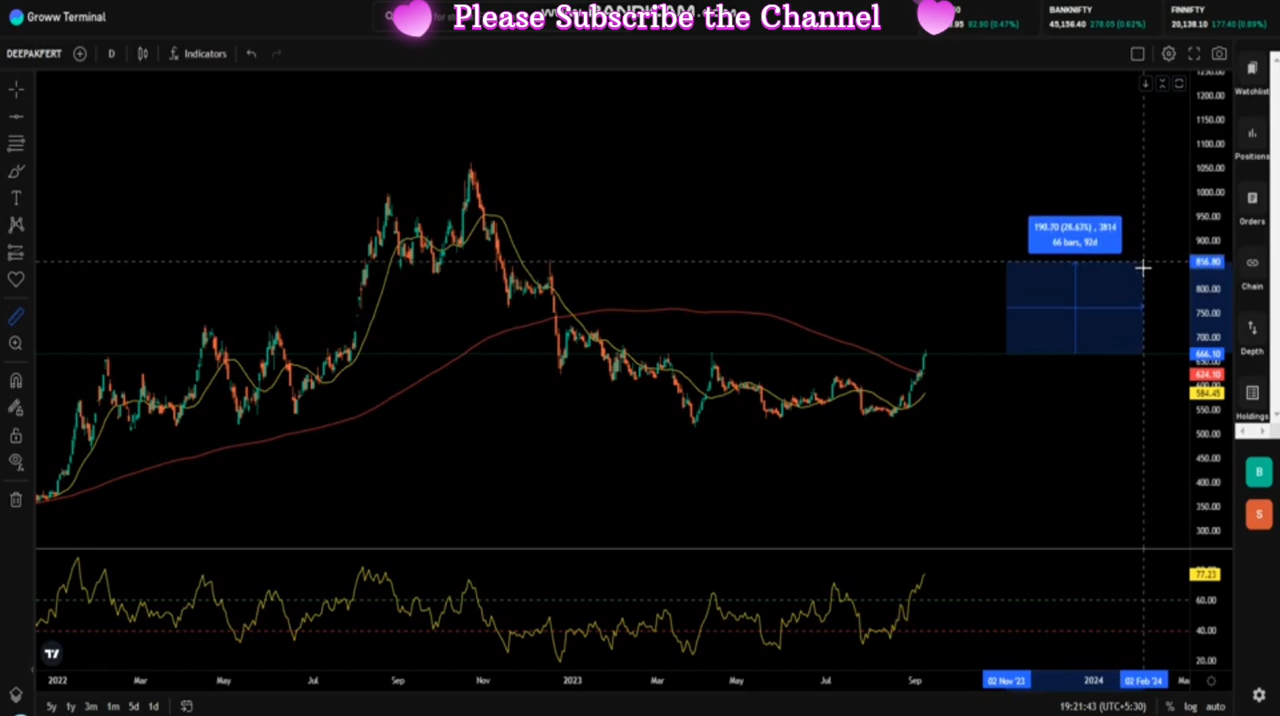 Groww Terminal
Please Subscribe the Channel
92.90 (0.47%)
BANKNIFTY
45,156.40 278.05 (0.62%)
FINNIFTY
20,138.10 177.40 (0.89%)
DEEPAKFERT
D
Indicators
1200.00
1150.00
1100.00
1050.00
1000.00
950.00
900.00
856.80
800.00
750.00
700.00
666.10
624.10
584.45
550.00
500.00
450.00
400.00
350.00
300.00
28.63%
66 bars, 92d
Watchlist
Positions
Orders
Chain
Depth
Holdings
B
S
77.23
60.00
40.00
20.00
2022
Mar
May
Jul
Sep
Nov
2023
Mar
May
Jul
Sep
02 Nov '23
2024
02 Feb '24
5y 1y 3m 1m 5d 1d
19:21:43 (UTC+5:30)
% log auto